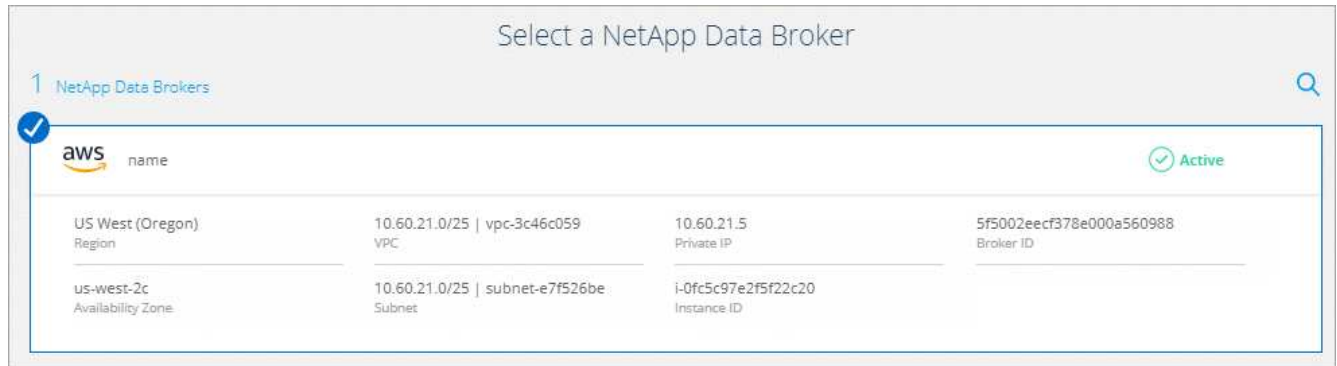 Select a NetApp Data Broker
1 NetApp Data Brokers
aws name Active
US West (Oregon) 10.60.21.0/25 | vpc-3c46c059 10.60.21.5 5f5002eecf378e000a560988
Region VPC Private IP Broker ID
us-west-2c 10.60.21.0/25 | subnet-e7f526be i-0fc5c97e2f5f22c20
Availability Zone Subnet Instance ID